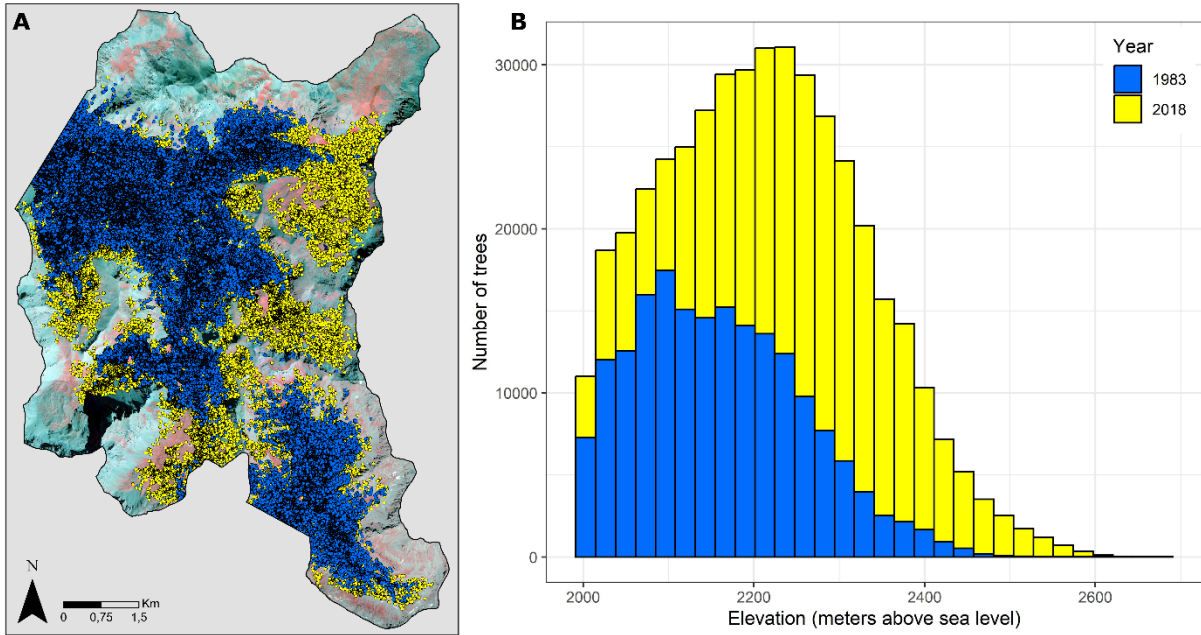 A
N
Km
0 0,75 1,5
B
Year
1983
2018
Number of trees
30000
20000
10000
0
2000 2200 2400 2600
Elevation (meters above sea level)